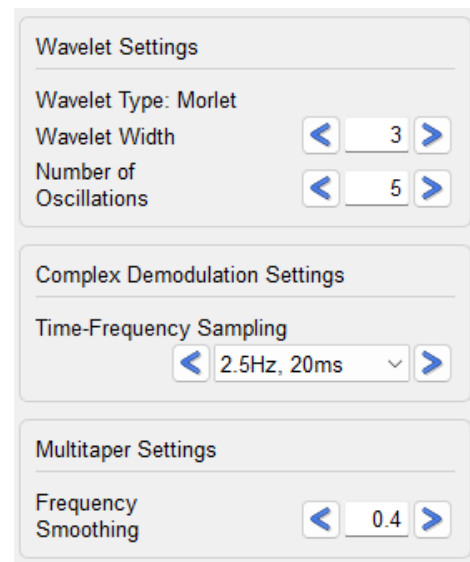 Wavelet Settings
Wavelet Type: Morlet
Wavelet Width 3
Number of
Oscillations 5
Complex Demodulation Settings
Time-Frequency Sampling
2.5Hz, 20ms
Multitaper Settings
Frequency
Smoothing 0.4